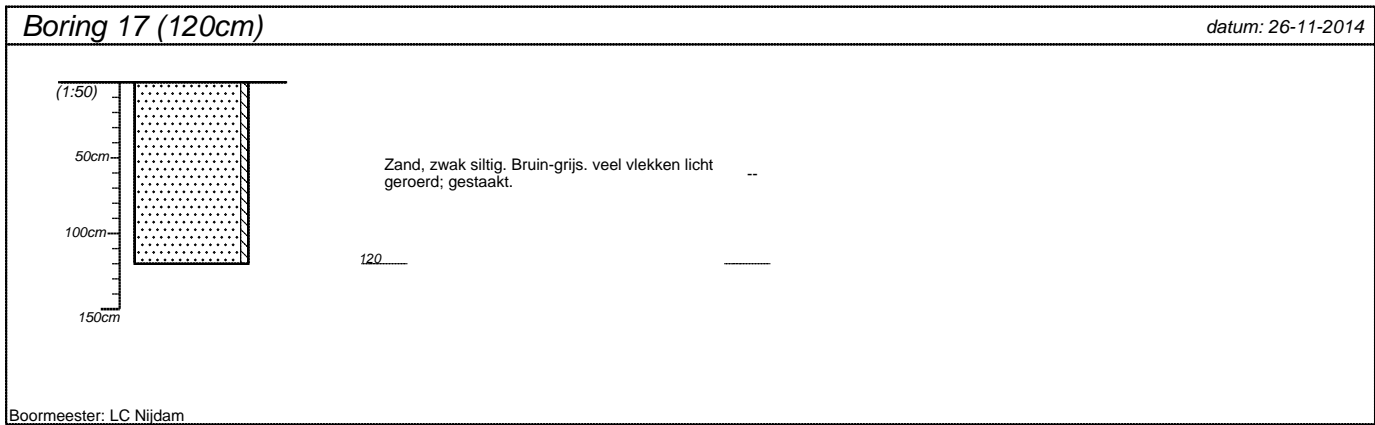 Boring 17 (120cm)
datum: 26-11-2014
(1:50)
50cm
Zand, zwak siltig. Bruin-grijs. veel vlekken licht
geroerd; gestaakt.
--
100cm
120
150cm
Boormeester: LC Nijdam